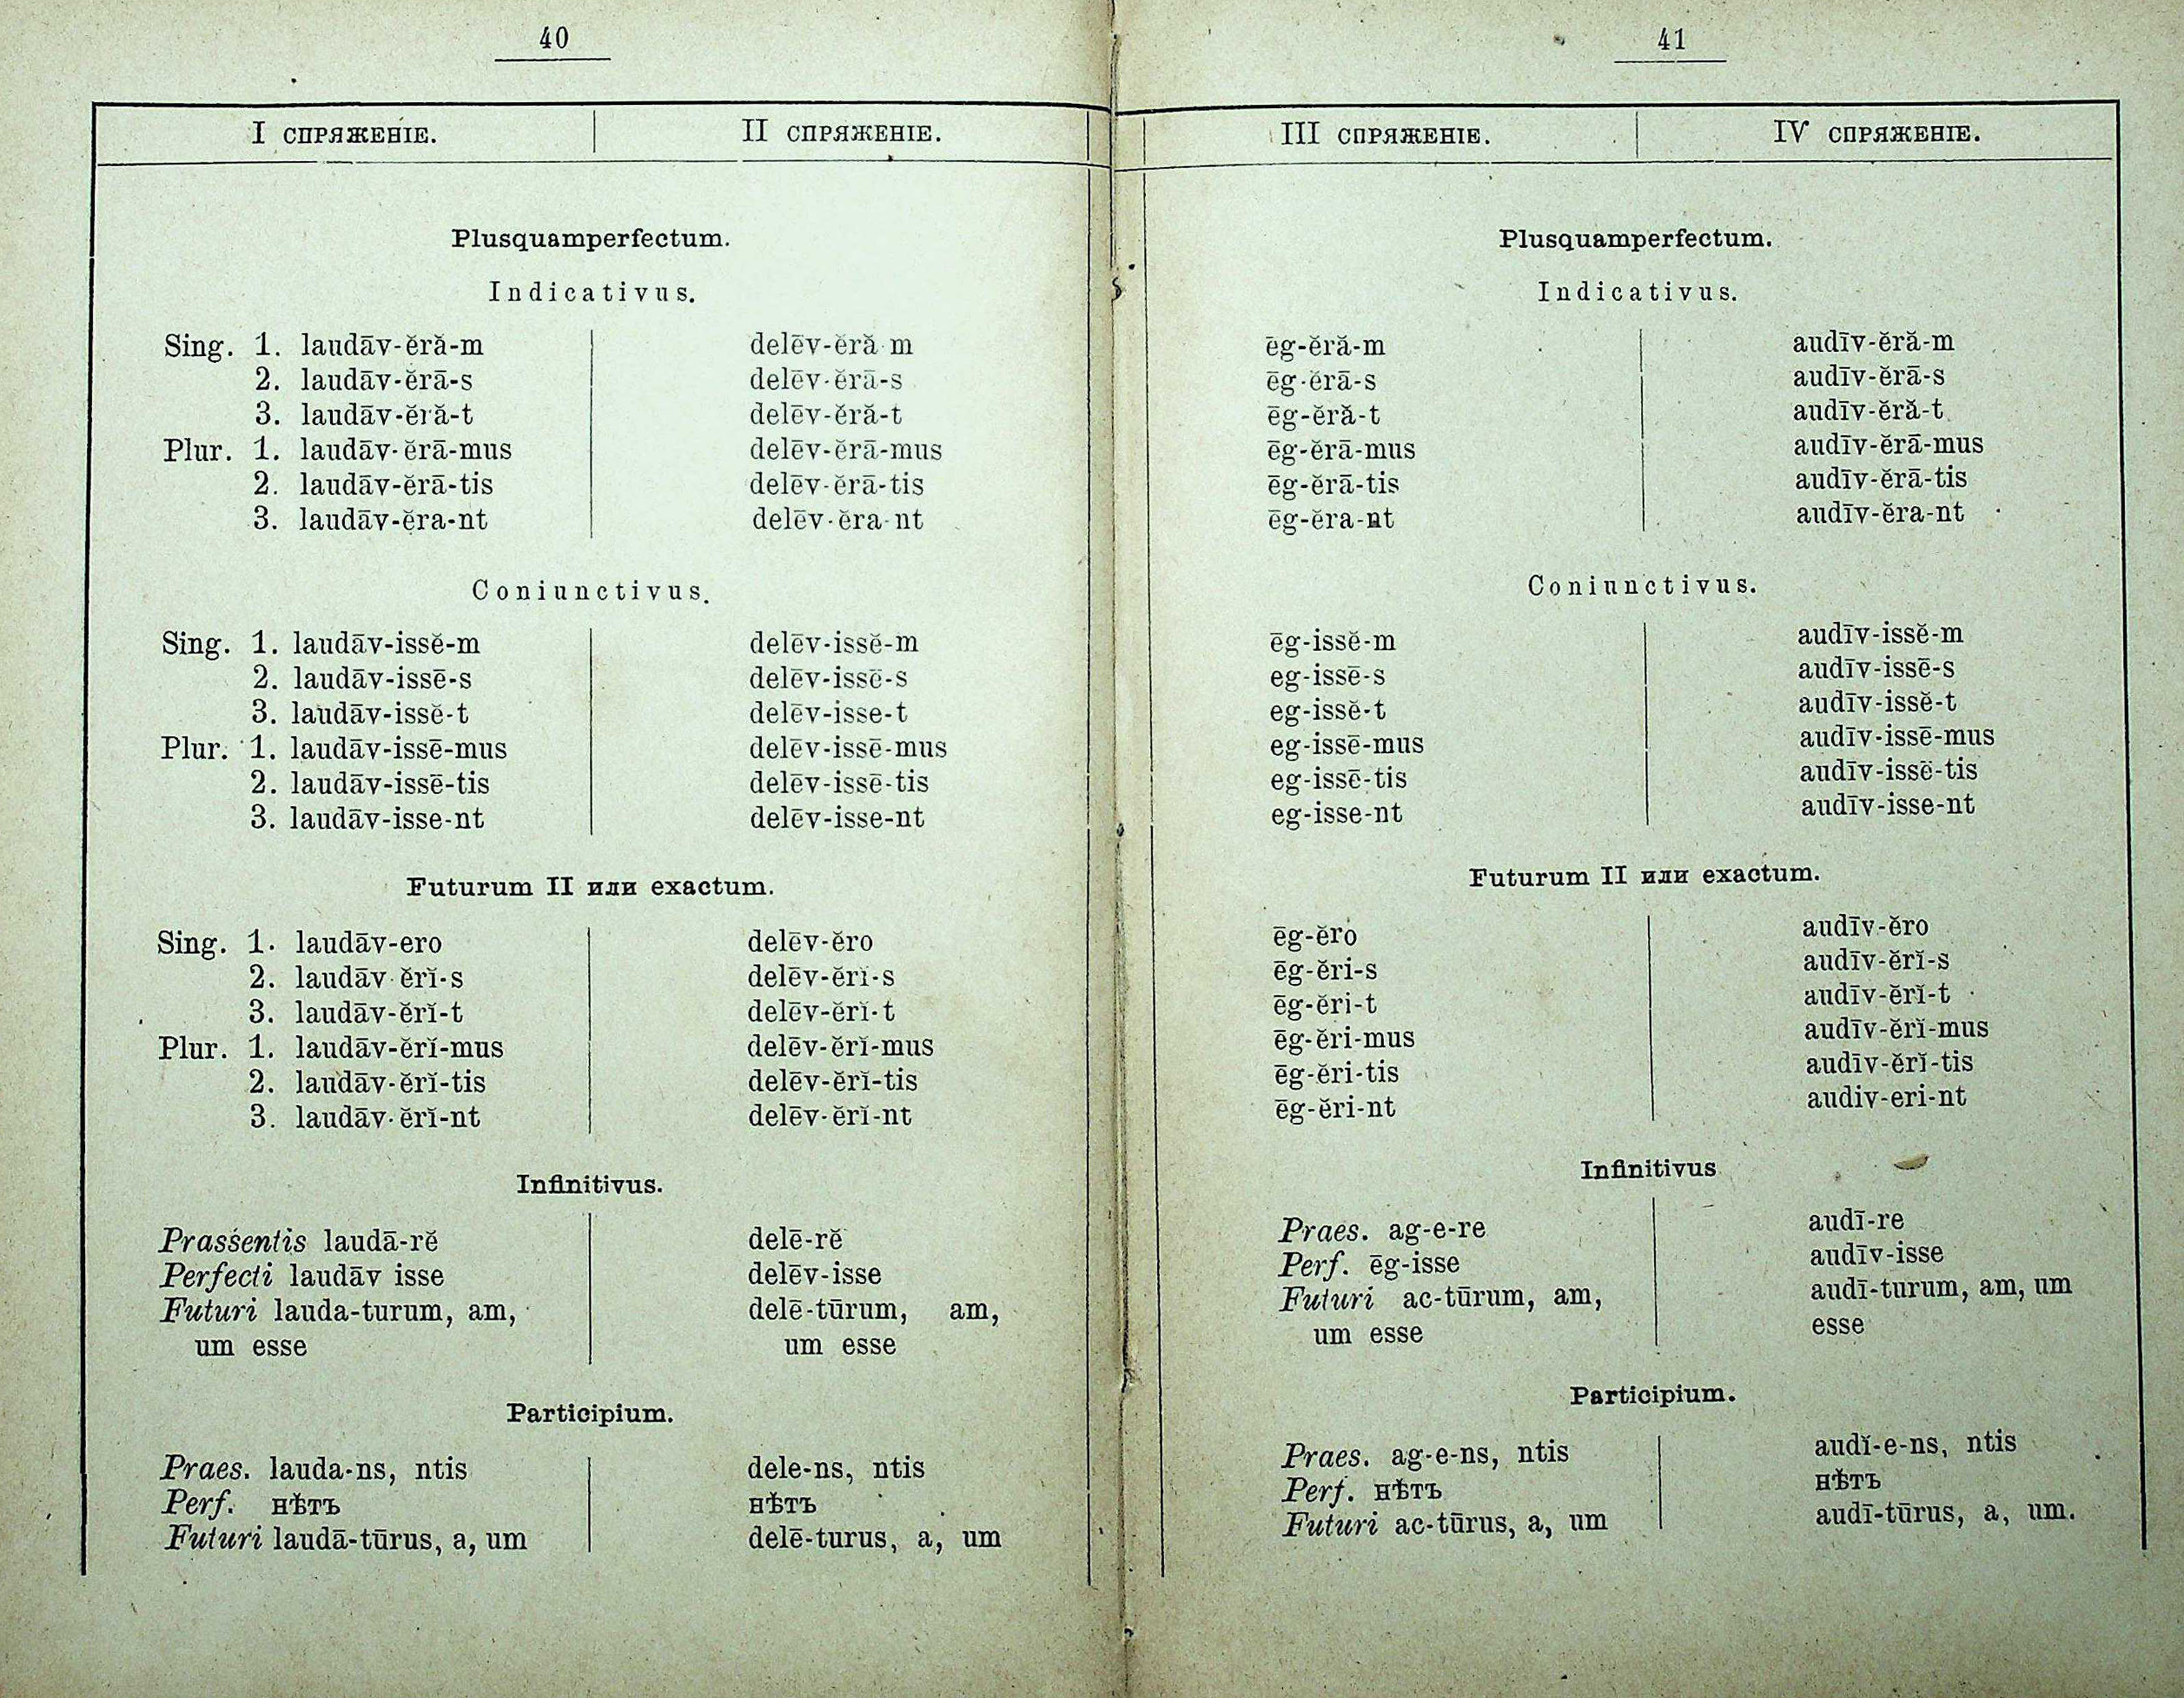 40
I СПРЯЖЕНІЕ. II СПРЯЖЕНІЕ.
Plusquamperfectum.
Indicativus.
Sing. 1. laudāv-ĕră-m delēv-ĕră m
2. laudāv-ĕrā-s delēv-ĕrā-s
3. laudāv-ĕră-t delēv-ĕră-t
Plur. 1. laudāv-ĕrā-mus delēv-ĕrā-mus
2. laudāv-ĕrā-tis delēv-ĕrā-tis
3. laudāv-ĕra-nt delēv-ĕra-nt
Coniunctivus.
Sing. 1. laudāv-issĕ-m delēv-issĕ-m
2. laudāv-issē-s delēv-issē-s
3. laudāv-issĕ-t delēv-isse-t
Plur. 1. laudāv-issē-mus delēv-issē-mus
2. laudāv-issē-tis delēv-issē-tis
3. laudāv-isse-nt delēv-isse-nt
Futurum II или exactum.
Sing. 1. laudāv-ero delēv-ĕro
2. laudāv-ĕrĭ-s delēv-ĕrĭ-s
3. laudāv-ĕrĭ-t delēv-ĕrĭ-t
Plur. 1. laudāv-ĕrĭ-mus delēv-ĕrĭ-mus
2. laudāv-ĕrĭ-tis delēv-ĕrĭ-tis
3. laudāv-ĕrĭ-nt delēv-ĕrĭ-nt
Infinitivus.
Prassentis laudā-rĕ delē-rĕ
Perfecti laudāv isse delēv-isse
Futuri lauda-turum, am, delē-tūrum, am,
um esse um esse
Participium.
Praes. lauda-ns, ntis dele-ns, ntis
Perf. нѣтъ нѣтъ
Futuri laudā-tūrus, a, um delē-turus, a, um
41
III СПРЯЖЕНІЕ. IV СПРЯЖЕНІЕ.
Plusquamperfectum.
Indicativus.
ēg-ĕră-m audīv-ĕră-m
ēg-ĕrā-s audīv-ĕrā-s
ēg-ĕră-t audīv-ĕră-t
ēg-ĕrā-mus audīv-ĕrā-mus
ēg-ĕrā-tis audīv-ĕrā-tis
ēg-ĕra-nt audīv-ĕra-nt
Coniunctivus.
ēg-issĕ-m audīv-issĕ-m
eg-issē-s audīv-issē-s
eg-issĕ-t audīv-issĕ-t
eg-issē-mus audīv-issē-mus
eg-issē-tis audīv-issē-tis
eg-isse-nt audīv-isse-nt
Futurum II или exactum.
ēg-ĕro audīv-ĕro
ēg-ĕri-s audīv-ĕrĭ-s
ēg-ĕri-t audīv-ĕrĭ-t
ēg-ĕri-mus audīv-ĕrĭ-mus
ēg-ĕri-tis audīv-ĕrĭ-tis
ēg-ĕri-nt audiv-eri-nt
Infinitivus
Praes. ag-e-re audī-re
Perf. ēg-isse audīv-isse
Futuri ac-tūrum, am, audī-turum, am, um
um esse esse
Participium.
Praes. ag-e-ns, ntis audĭ-e-ns, ntis
Perf. нѣтъ нѣтъ
Futuri ac-tūrus, a, um audī-tūrus, a, um.